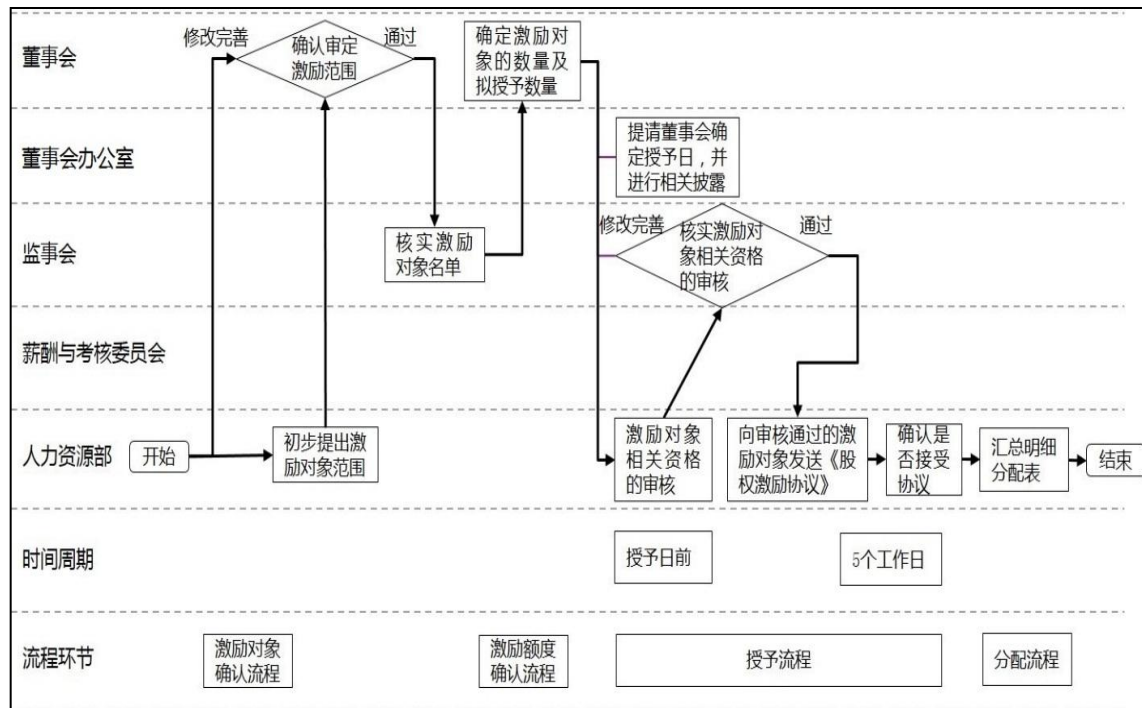 董事会
修改完善
确认审定
激励范围
通过
确定激励对
象的数量及
拟授予数量
董事会办公室
提请董事会确
定授予日，并
进行相关披露
监事会
核实激励
对象名单
修改完善
核实激励对
象相关资格
的审核
通过
薪酬与考核委员会
人力资源部
开始
初步提出激
励对象范围
激励对象
相关资格
的审核
向审核通过的激
励对象发送《股
权激励协议》
确认是
否接受
协议
汇总明细
分配表
结束
时间周期
授予日前
5个工作日
流程环节
激励对象
确认流程
激励额度
确认流程
授予流程
分配流程